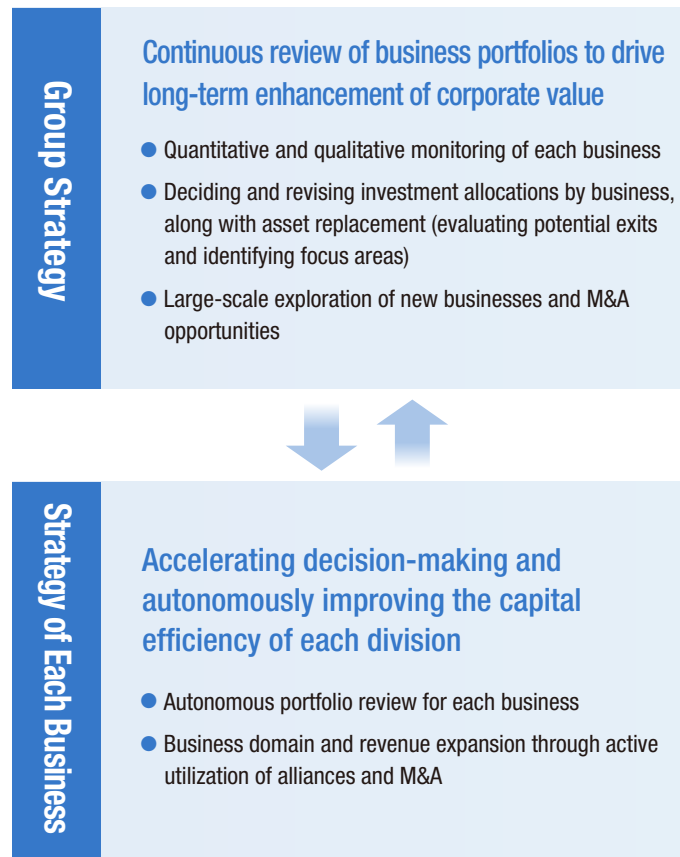 Group Strategy
Continuous review of business portfolios to drive
long-term enhancement of corporate value
● Quantitative and qualitative monitoring of each business
● Deciding and revising investment allocations by business,
along with asset replacement (evaluating potential exits
and identifying focus areas)
● Large-scale exploration of new businesses and M&A
opportunities
Strategy of Each Business
Accelerating decision-making and
autonomously improving the capital
efficiency of each division
● Autonomous portfolio review for each business
● Business domain and revenue expansion through active
utilization of alliances and M&A